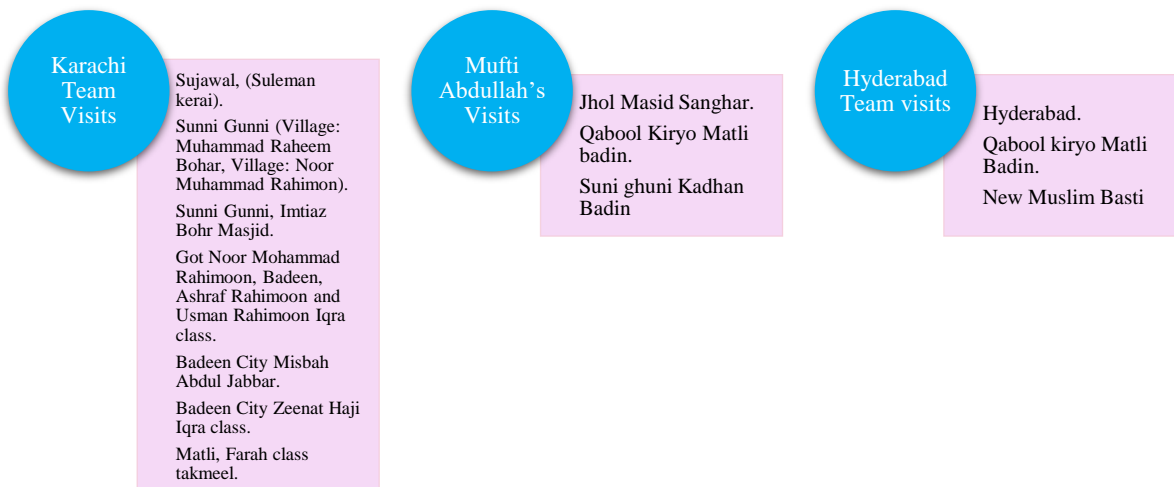 Karachi
Team
Visits
Sujawal, (Suleman
kerai).
Sunni Gunni (Village:
Muhammad Raheem
Bohar, Village: Noor
Muhammad Rahimon).
Sunni Gunni, Imtiaz
Bohr Masjid.
Got Noor Mohammad
Rahimoon, Badeen,
Ashraf Rahimoon and
Usman Rahimoon Iqra
class.
Badeen City Misbah
Abdul Jabbar.
Badeen City Zeenat Haji
Iqra class.
Matli, Farah class
takmeel.
Mufti
Abdullah’s
Visits
Jhol Masid Sanghar.
Qabool Kiryo Matli
badin.
Suni ghuni Kadhan
Badin
Hyderabad
Team visits
Hyderabad.
Qabool kiryo Matli
Badin.
New Muslim Basti